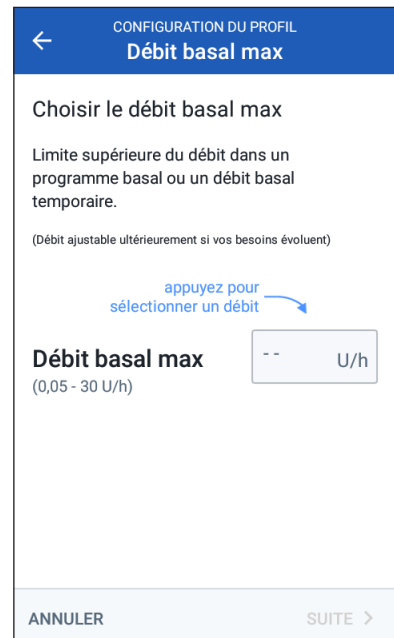 CONFIGURATION DU PROFIL
Débit basal max
Choisir le débit basal max
Limite supérieure du débit dans un
programme basal ou un débit basal
temporaire.
(Débit ajustable ultérieurement si vos besoins évoluent)
appuyez pour
sélectionner un débit
Débit basal max
-- U/h
(0,05 - 30 U/h)
ANNULER
SUITE